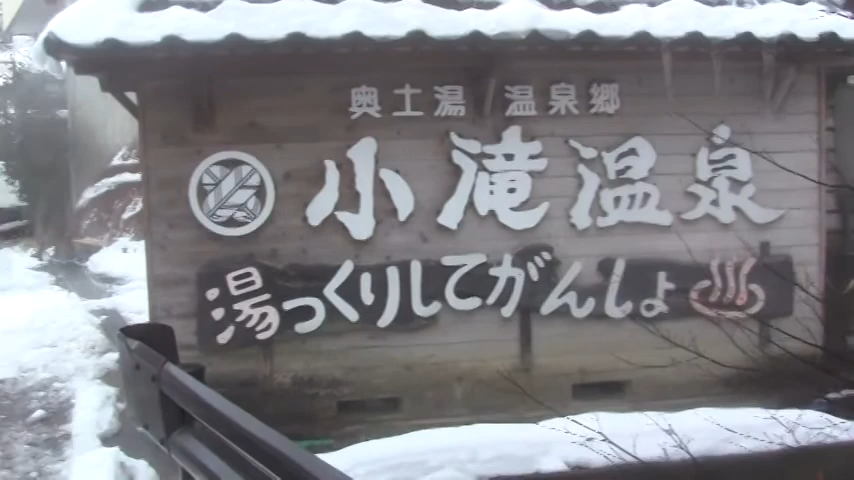 奥土湯 温泉郷
小滝温泉
湯っくりしてがんしょ♨